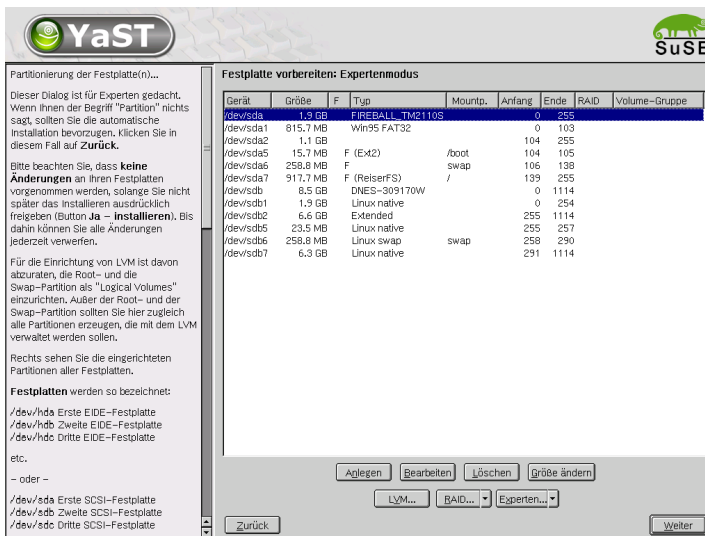 YaST
SuSE
Partitionierung der Festplatte(n)...
Dieser Dialog ist für Experten gedacht.
Wenn Ihnen der Begriff "Partition" nichts
sagt, sollten Sie die automatische
Installation bevorzugen. Klicken Sie in
diesem Fall auf Zurück.
Bitte beachten Sie, dass keine
Änderungen an Ihren Festplatten
vorgenommen werden, solange Sie nicht
später das Installieren ausdrücklich
freigeben (Button Ja – installieren). Bis
dahin können Sie alle Änderungen
jederzeit verwerfen.
Für die Einrichtung von LVM ist davon
abzuraten, die Root– und die
Swap–Partition als "Logical Volumes"
einzurichten. Außer der Root– und der
Swap–Partition sollten Sie hier zugleich
alle Partitionen erzeugen, die mit dem LVM
verwaltet werden sollen.
Rechts sehen Sie die eingerichteten
Partitionen aller Festplatten.
Festplatten werden so bezeichnet:
/dev/hda Erste EIDE–Festplatte
/dev/hdb Zweite EIDE–Festplatte
/dev/hdc Dritte EIDE–Festplatte
etc.
– oder –
/dev/sda Erste SCSI–Festplatte
/dev/sdb Zweite SCSI–Festplatte
/dev/sdc Dritte SCSI–Festplatte
Festplatte vorbereiten: Expertenmodus
Gerät Größe F Typ Mountp. Anfang Ende RAID Volume–Gruppe
/dev/sda 1.9 GB FIREBALL_TM2110S 0 255
/dev/sda1 815.7 MB Win95 FAT32 0 103
/dev/sda2 1.1 GB 104 255
/dev/sda5 15.7 MB F (Ext2) /boot 104 105
/dev/sda6 258.8 MB F swap 106 138
/dev/sda7 917.7 MB F (ReiserFS) / 139 255
/dev/sdb 8.5 GB DNES–309170W 0 1114
/dev/sdb1 1.9 GB Linux native 0 254
/dev/sdb2 6.6 GB Extended 255 1114
/dev/sdb5 23.5 MB Linux native 255 257
/dev/sdb6 258.8 MB Linux swap swap 258 290
/dev/sdb7 6.3 GB Linux native 291 1114
Anlegen Bearbeiten Löschen Größe ändern
LVM... RAID... Experten...
Zurück Weiter